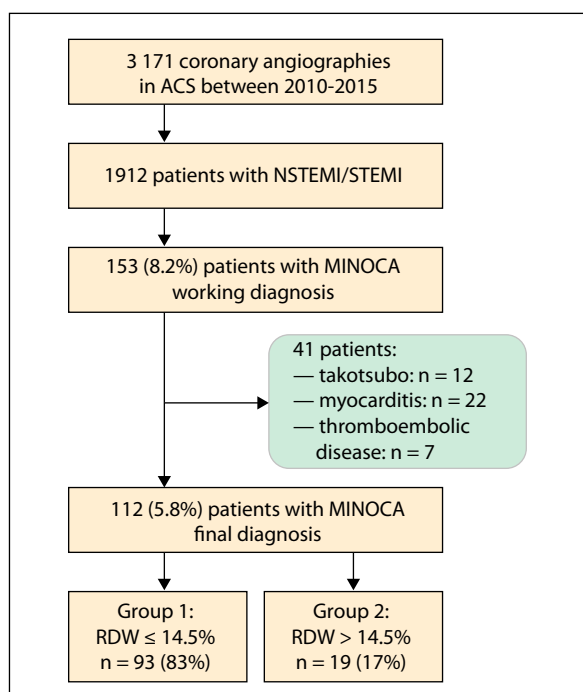 3 171 coronary angiographies
in ACS between 2010-2015
1912 patients with NSTEMI/STEMI
153 (8.2%) patients with MINOCA
working diagnosis
41 patients:
— takotsubo: n = 12
— myocarditis: n = 22
— thromboembolic
disease: n = 7
112 (5.8%) patients with MINOCA
final diagnosis
Group 1:
RDW ≤ 14.5%
n = 93 (83%)
Group 2:
RDW > 14.5%
n = 19 (17%)